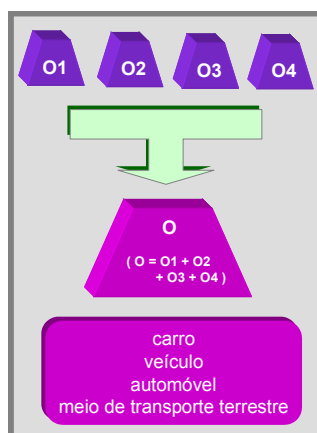 O1 O2 O3 O4
O
( O = O1 + O2
+ O3 + O4 )
carro
veículo
automóvel
meio de transporte terrestre